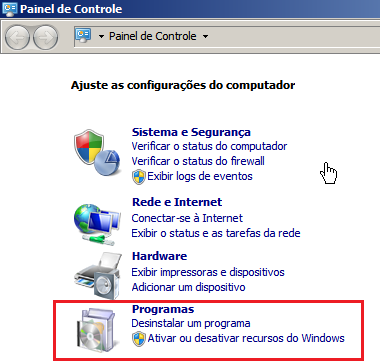 Painel de Controle
Painel de Controle
Ajuste as configurações do computador
Sistema e Segurança
Verificar o status do computador
Verificar o status do firewall
Exibir logs de eventos
Rede e Internet
Conectar-se à Internet
Exibir o status e as tarefas da rede
Hardware
Exibir impressoras e dispositivos
Adicionar um dispositivo
Programas
Desinstalar um programa
Ativar ou desativar recursos do Windows